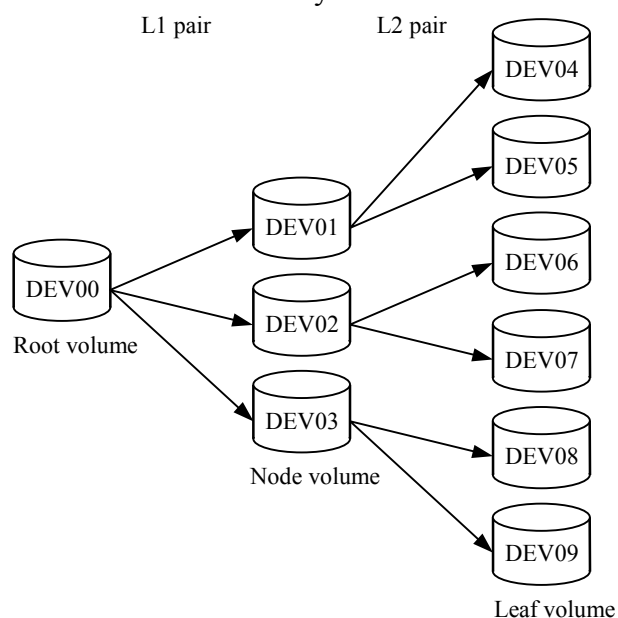 L1 pair
L2 pair
DEV04
DEV05
DEV01
DEV06
DEV00
DEV02
DEV07
Root volume
DEV03
DEV08
Node volume
DEV09
Leaf volume